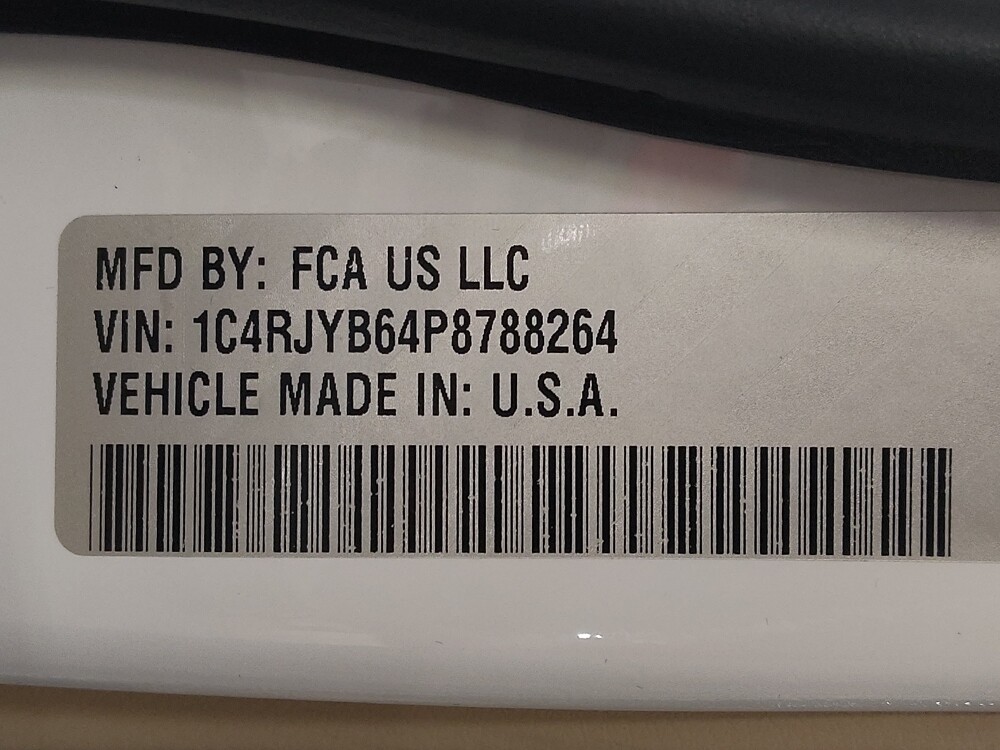 MFD BY: FCA US LLC
VIN: 1C4RJYB64P8788264
VEHICLE MADE IN: U.S.A.